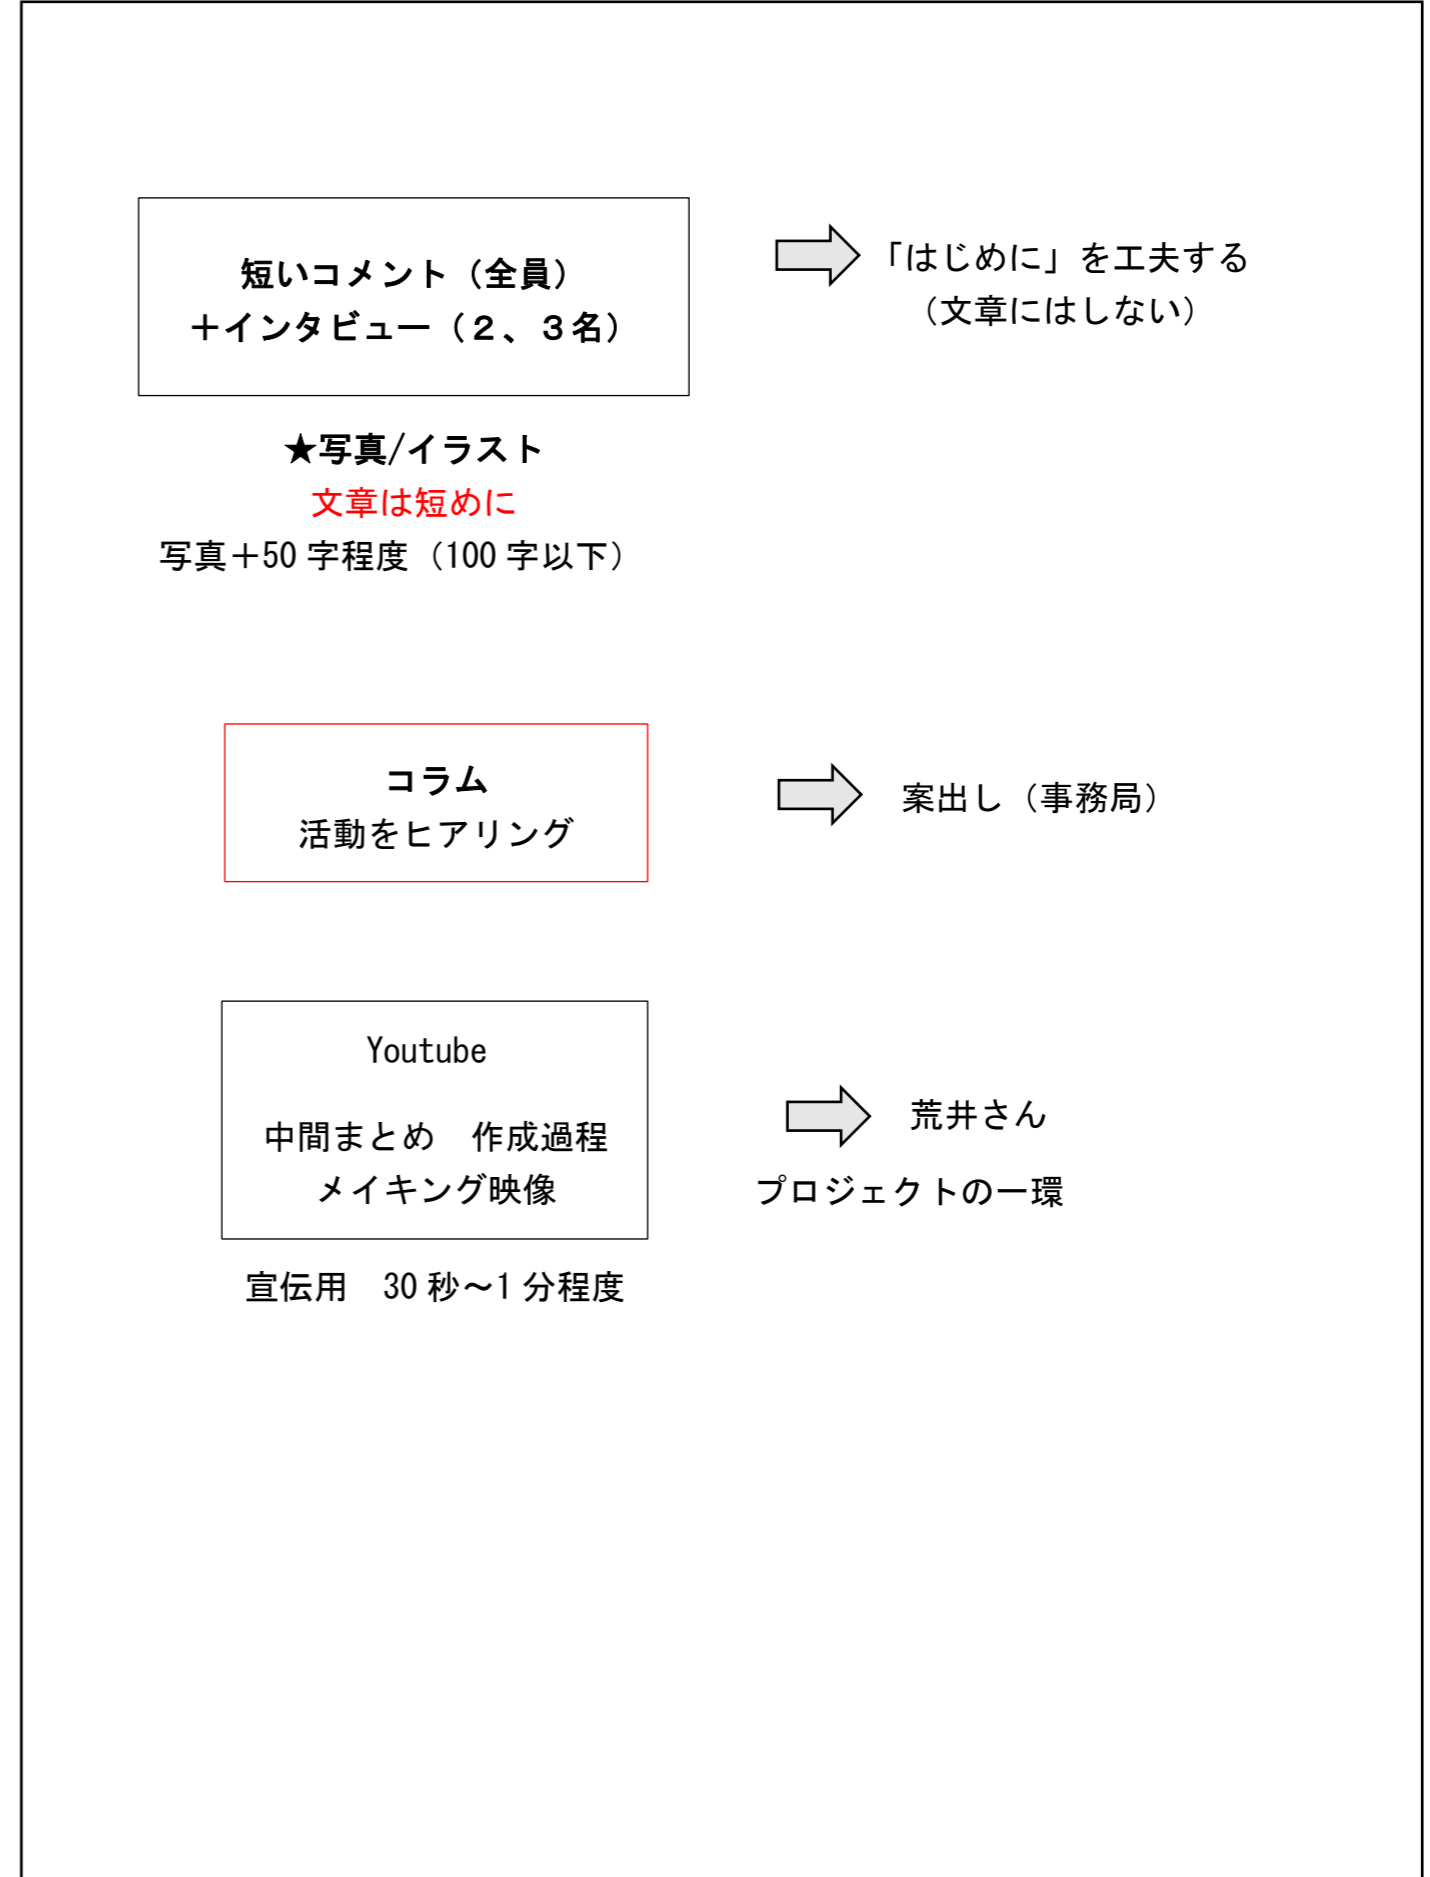 短いコメント（全員）
＋インタビュー（２、３名）
「はじめに」を工夫する
（文章にはしない）
★写真/イラスト
文章は短めに
写真＋50字程度（100字以下）
コラム
活動をヒアリング
案出し（事務局）
Youtube
中間まとめ　作成過程
メイキング映像
荒井さん
プロジェクトの一環
宣伝用　30秒～1分程度